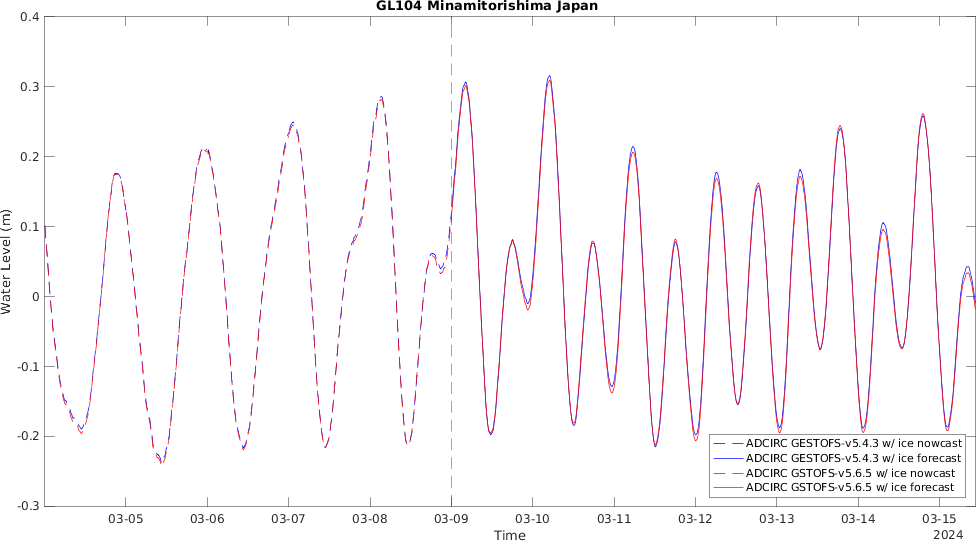 GL104 Minamitorishima Japan
0.4
0.3
0.2
0.1
0
-0.1
-0.2
-0.3
Water Level (m)
ADCIRC GESTOFS-v5.4.3 w/ ice nowcast
ADCIRC GESTOFS-v5.4.3 w/ ice forecast
ADCIRC GSTOFS-v5.6.5 w/ ice nowcast
ADCIRC GSTOFS-v5.6.5 w/ ice forecast
03-05 03-06 03-07 03-08 03-09 03-10 03-11 03-12 03-13 03-14 03-15
Time
2024